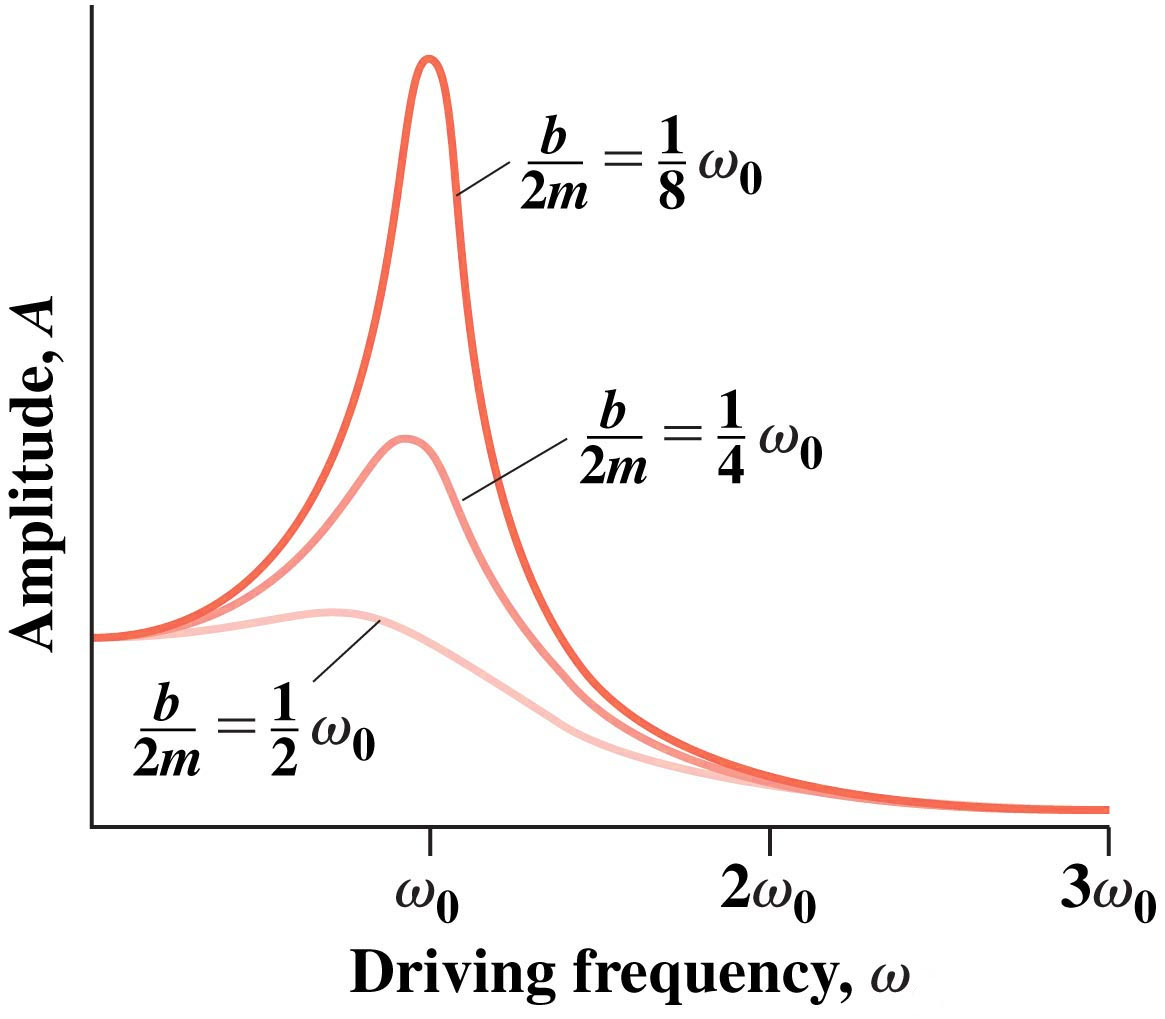 b/2m = 1/8 ω₀
b/2m = 1/4 ω₀
b/2m = 1/2 ω₀
Amplitude, A
ω₀ 2ω₀ 3ω₀
Driving frequency, ω